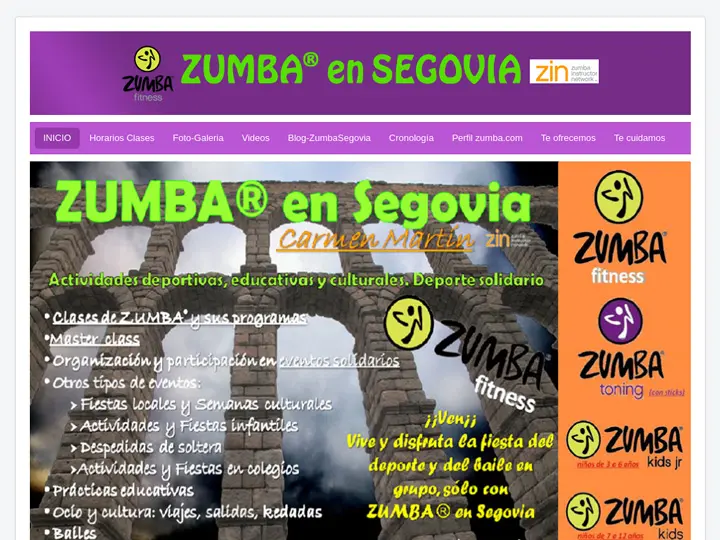 ZUMBA
fitness
ZUMBA® en SEGOVIA
zin
zumba
instructor
network
INICIO
Horarios Clases
Foto-Galeria
Videos
Blog-ZumbaSegovia
Cronología
Perfil zumba.com
Te ofrecemos
Te cuidamos
ZUMBA® en Segovia
Carmen Martín
zin
Actividades deportivas, educativas y culturales. Deporte solidario
• Clases de ZUMBA® y sus programas
• Master class
• Organización y participación en eventos solidarios
• Otros tipos de eventos:
> Fiestas locales y Semanas culturales
> Actividades y Fiestas infantiles
> Despedidas de soltera
> Actividades y Fiestas en colegios
• Prácticas educativas
• Ocio y cultura: viajes, salidas, kedadas
• Bailes
ZUMBA
fitness
¡¡Ven¡¡
Vive y disfruta la fiesta del
deporte y del baile en
grupo, sólo con
ZUMBA ® en Segovia
ZUMBA®
fitness
ZUMBA®
toning
(con sticks)
ZUMBA®
kids jr
niños de 3 a 6 años
ZUMBA®
kids
niños de 7 a 12 años